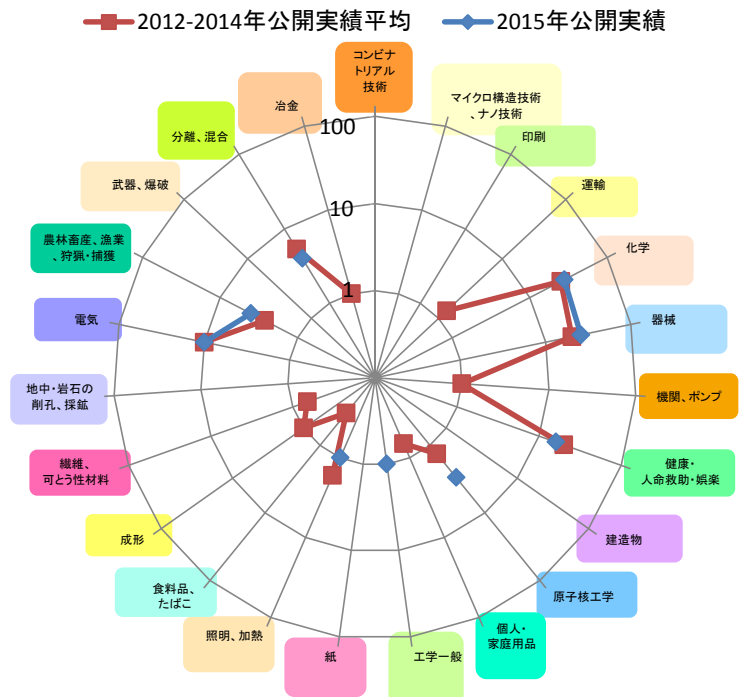 2012-2014年公開実績平均
2015年公開実績
コンビナ
トリアル
技術
マイクロ構造技術
、ナノ技術
印刷
運輸
化学
器械
機関、ポンプ
健康・
人命救助・娯楽
建造物
原子核工学
個人・
家庭用品
工学一般
紙
照明、加熱
食料品、
たばこ
成形
繊維、
可とう性材料
地中・岩石の
削孔、採鉱
電気
農林畜産、漁業
、狩猟・捕獲
武器、爆破
分離、混合
冶金
100
10
1